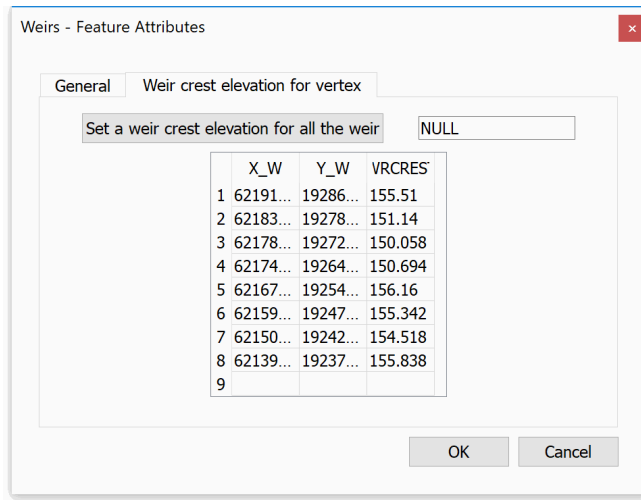 Weirs - Feature Attributes
×
General Weir crest elevation for vertex
Set a weir crest elevation for all the weir NULL
X_W Y_W VRCRES
1 62191... 19286... 155.51
2 62183... 19278... 151.14
3 62178... 19272... 150.058
4 62174... 19264... 150.694
5 62167... 19254... 156.16
6 62159... 19247... 155.342
7 62150... 19242... 154.518
8 62139... 19237... 155.838
9
OK Cancel